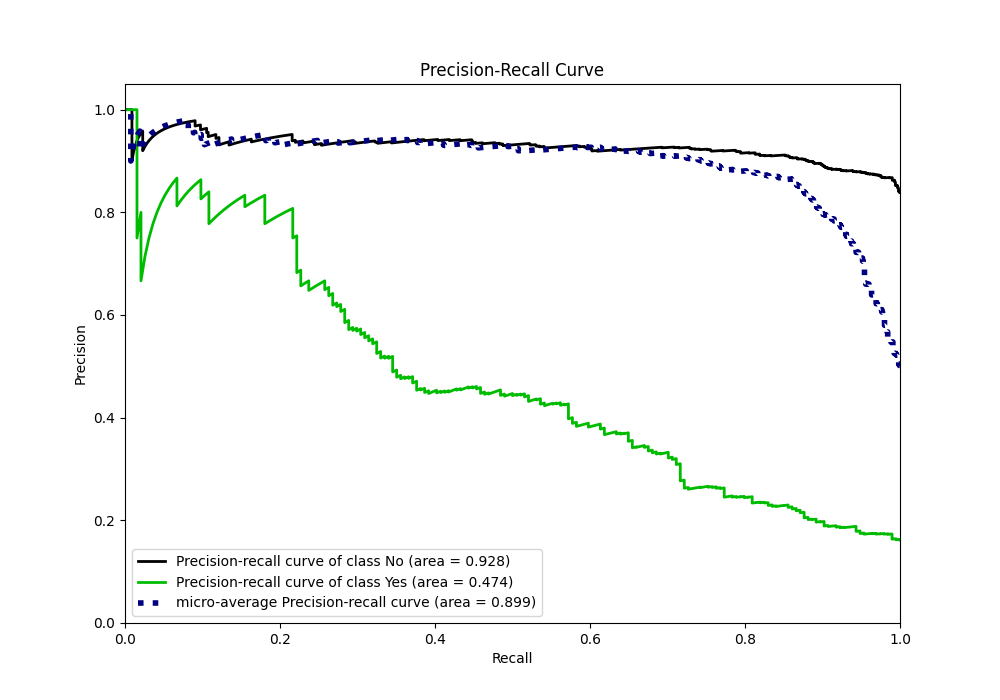 Precision-Recall Curve
1.0
0.8
0.6
0.4
0.2
0.0
Precision
Precision-recall curve of class No (area = 0.928)
Precision-recall curve of class Yes (area = 0.474)
micro-average Precision-recall curve (area = 0.899)
0.0 0.2 0.4 0.6 0.8 1.0
Recall